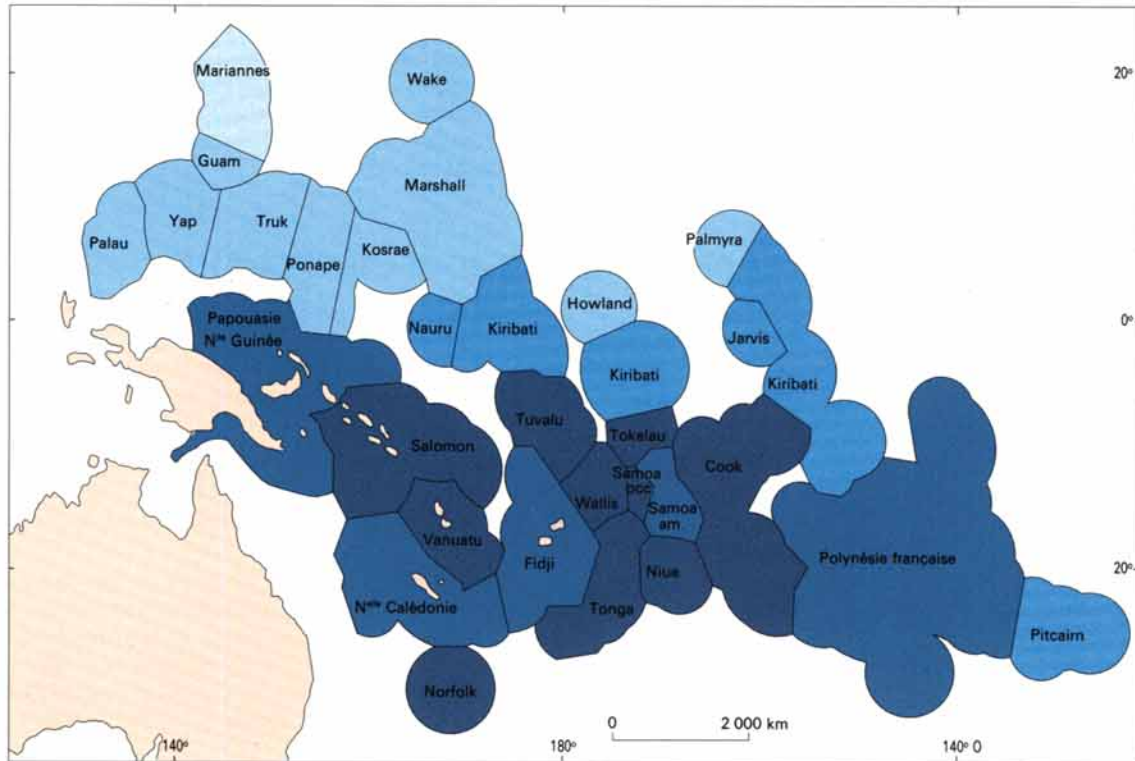 Mariannes
Wake
20°
Guam
Marshall
Yap
Truk
Palau
Kosrae
Ponape
Palmyra
Howland
Papouasie
Nlle Guinée
Nauru
Kiribati
0°
Jarvis
Kiribati
Kiribati
Tuvalu
Tokelau
Salomon
Cook
Samoa
occ
Wallis
Samoa
am
Vanuatu
Fidji
Polynésie française
20°
Niue
Nelle Calédonie
Tonga
Pitcairn
Norfolk
0 2 000 km
140° 180° 140° O